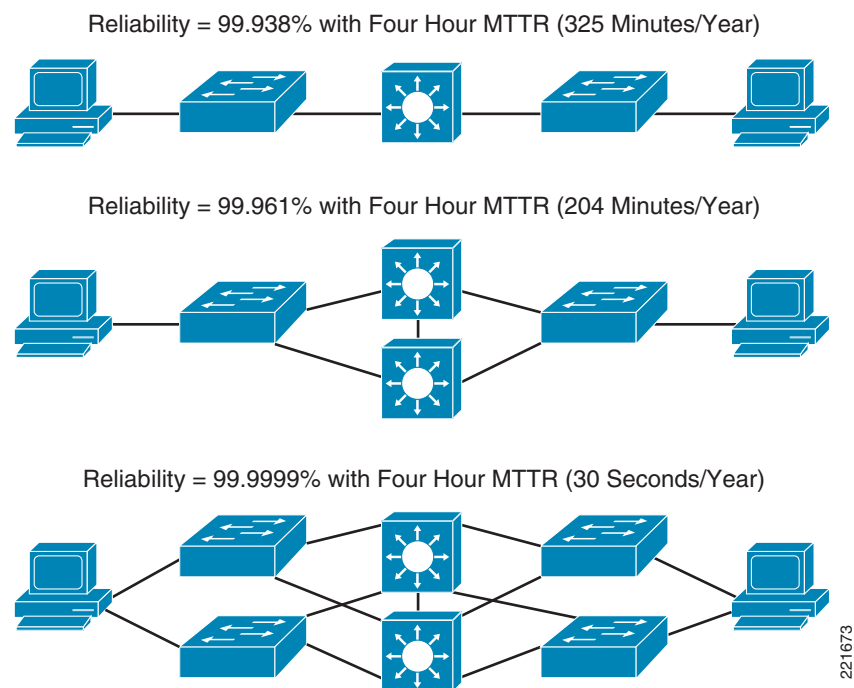 Reliability = 99.938% with Four Hour MTTR (325 Minutes/Year)
Reliability = 99.961% with Four Hour MTTR (204 Minutes/Year)
Reliability = 99.9999% with Four Hour MTTR (30 Seconds/Year)
221673